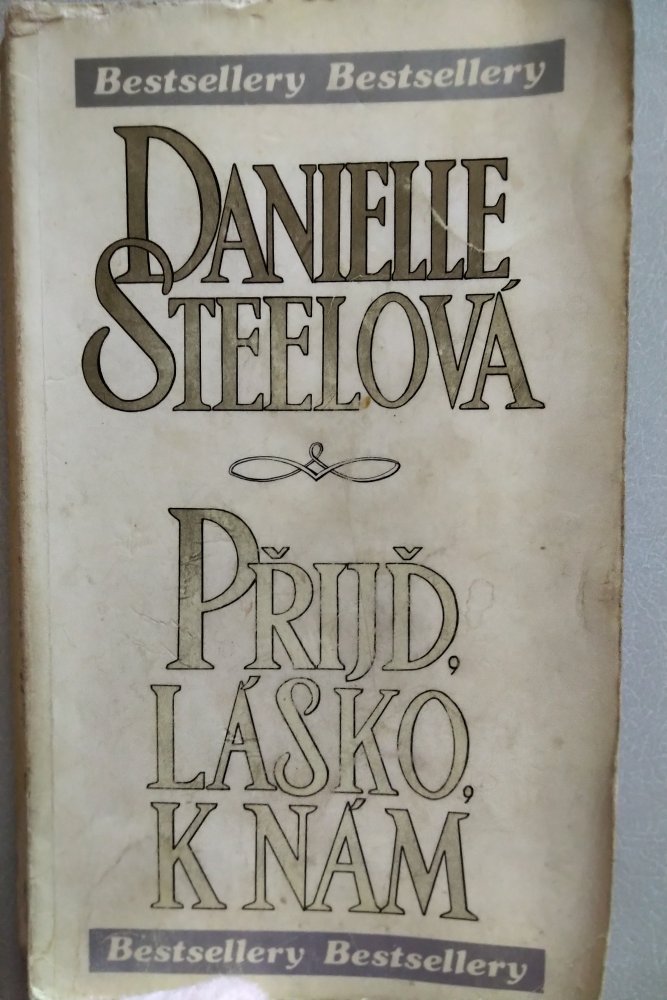 Bestsellery Bestsellery
DANIELLE
STEELOVÁ
PŘIJĎ,
LÁSKO,
K NÁM
Bestsellery Bestsellery